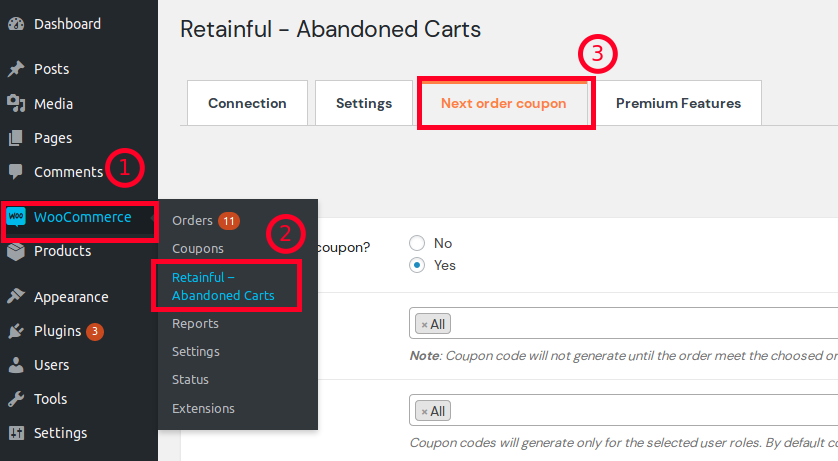 Dashboard
Posts
Media
Pages
Comments
1
WOO
WooCommerce
Products
Appearance
Plugins 3
Users
Tools
Settings
Orders 11
2
Coupons
Retainful –
Abandoned Carts
Reports
Settings
Status
Extensions
Retainful - Abandoned Carts
3
Connection
Settings
Next order coupon
Premium Features
coupon?
No
Yes
× All
Note: Coupon code will not generate until the order meet the choosed or
× All
Coupon codes will generate only for the selected user roles. By default